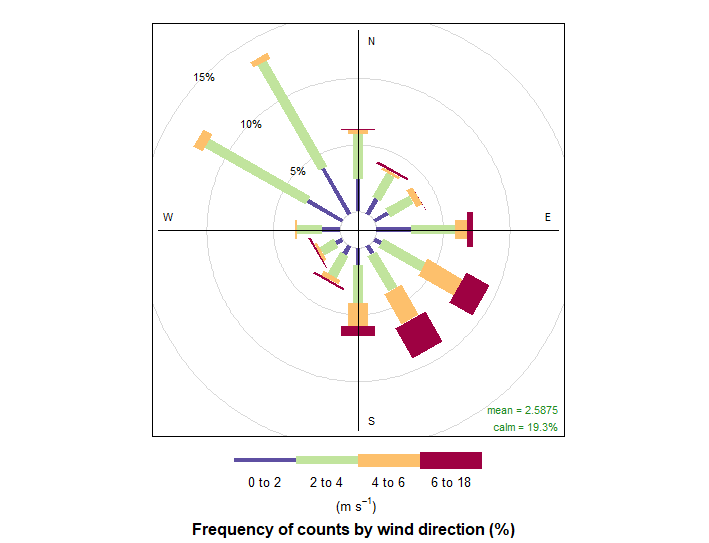 N
15%
10%
5%
W
E
S
mean = 2.5875
calm = 19.3%
0 to 2 2 to 4 4 to 6 6 to 18
(m s⁻¹)
Frequency of counts by wind direction (%)